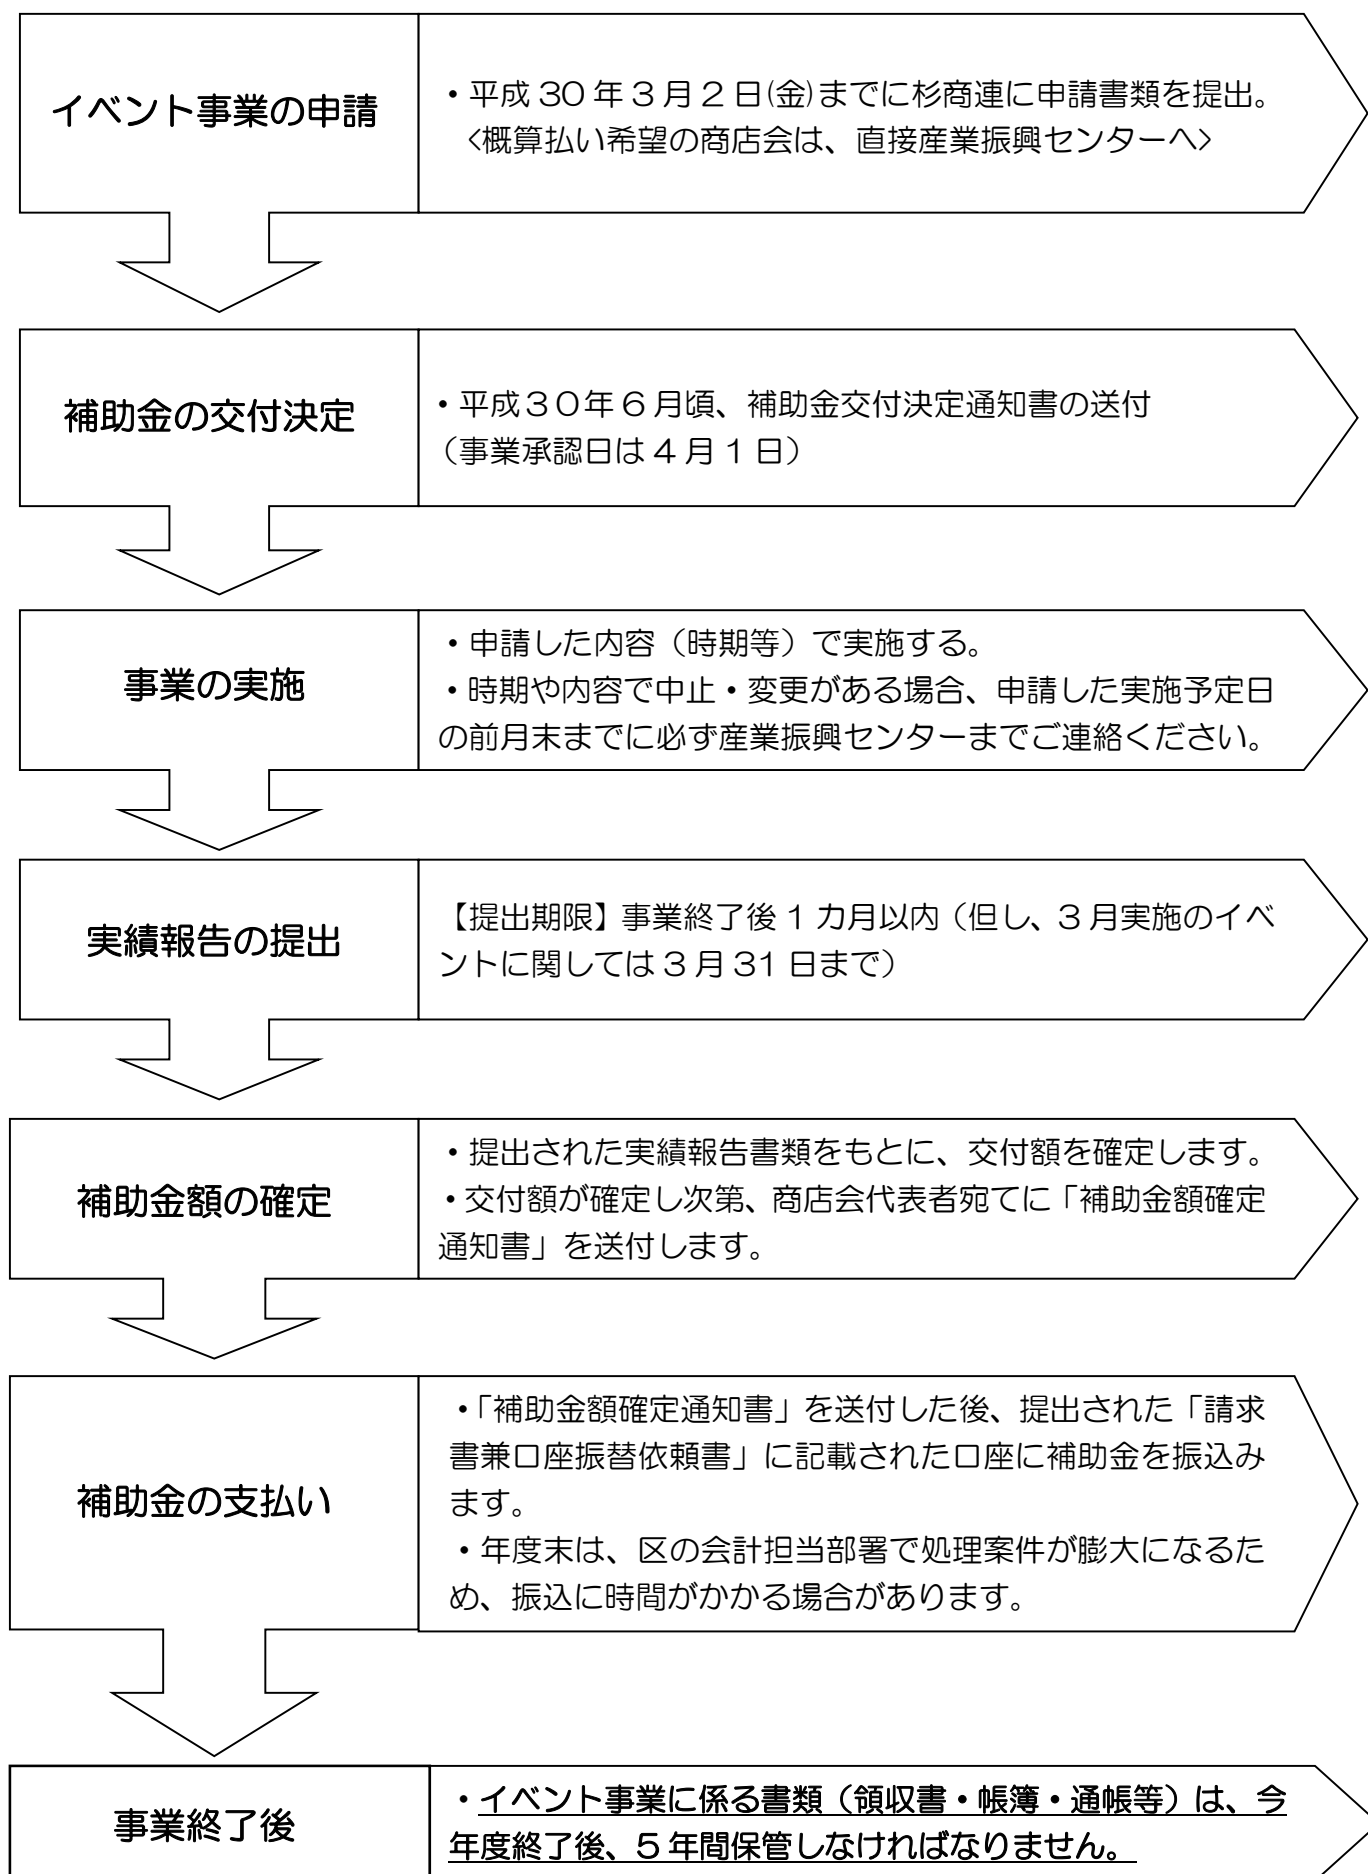 イベント事業の申請
・平成 30 年 3 月 2 日(金)までに杉商連に申請書類を提出。
<概算払い希望の商店会は、直接産業振興センターへ>
補助金の交付決定
・平成３０年６月頃、補助金交付決定通知書の送付
（事業承認日は 4 月 1 日）
事業の実施
・申請した内容（時期等）で実施する。
・時期や内容で中止・変更がある場合、申請した実施予定日
の前月末までに必ず産業振興センターまでご連絡ください。
実績報告の提出
【提出期限】事業終了後 1 カ月以内（但し、3 月実施のイベ
ントに関しては 3 月 31 日まで）
補助金額の確定
・提出された実績報告書類をもとに、交付額を確定します。
・交付額が確定し次第、商店会代表者宛てに「補助金額確定
通知書」を送付します。
補助金の支払い
・「補助金額確定通知書」を送付した後、提出された「請求
書兼口座振替依頼書」に記載された口座に補助金を振込み
ます。
・年度末は、区の会計担当部署で処理案件が膨大になるた
め、振込に時間がかかる場合があります。
事業終了後
・イベント事業に係る書類（領収書・帳簿・通帳等）は、今
年度終了後、5 年間保管しなければなりません。